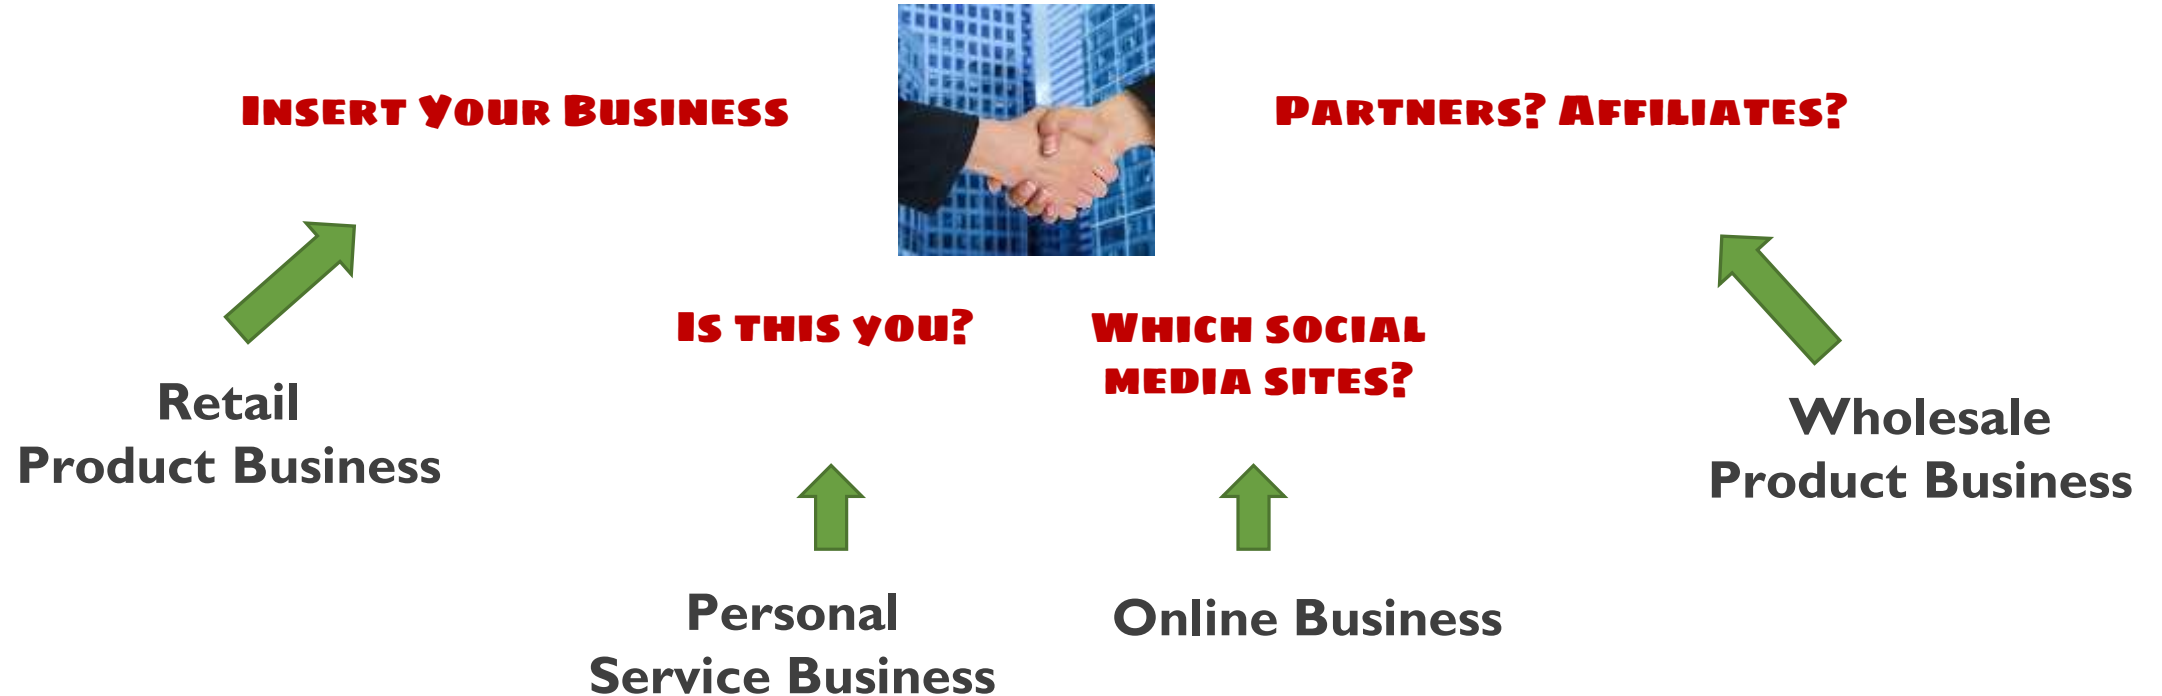 Insert Your Business
Partners? Affiliates?
Is this you?
Which social
media sites?
Retail
Product Business
Wholesale
Product Business
Personal
Service Business
Online Business